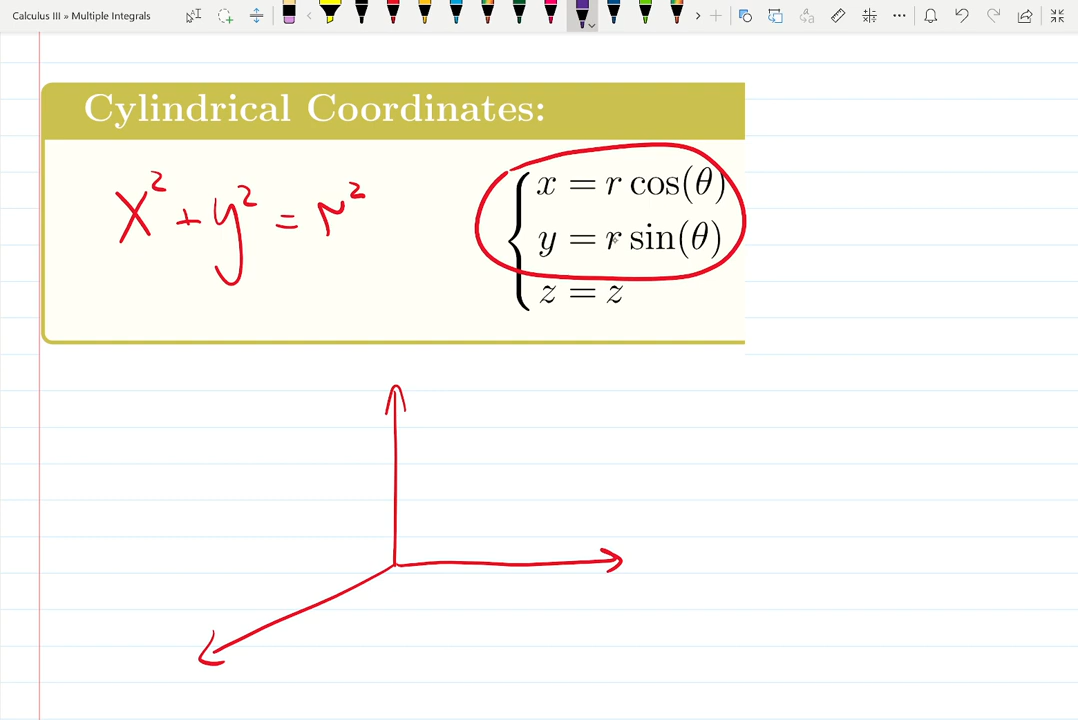 Calculus III » Multiple Integrals
Cylindrical Coordinates:
x² + y² = r²
x = r cos(θ)
y = r sin(θ)
z = z